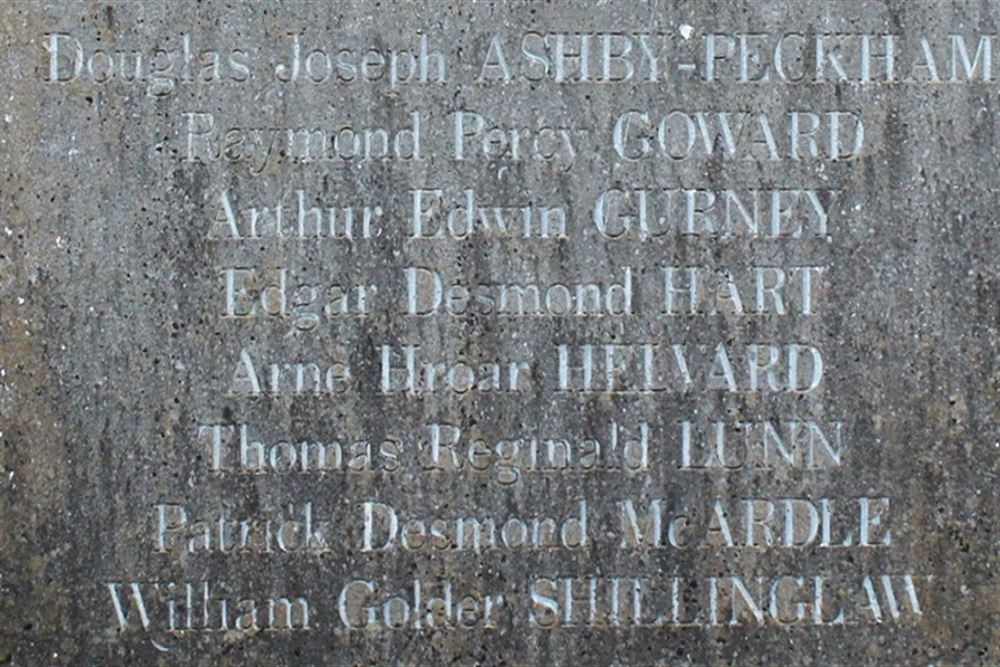 Douglas Joseph ASHBY-PECKHAM
Raymond Percy GOWARD
Arthur Edwin GURNEY
Edgar Desmond HART
Arne Hroar HELVARD
Thomas Reginald LUNN
Patrick Desmond McARDLE
William Golder SHILLINGLAW